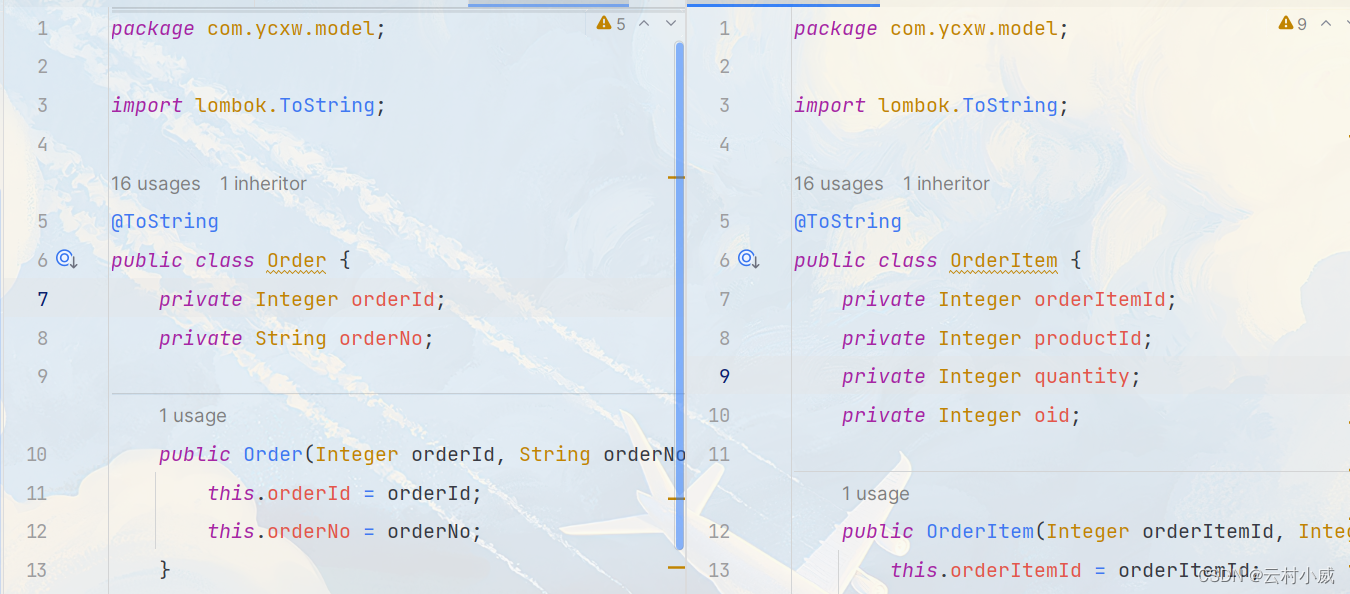 5
1 package com.ycxw.model;
2
3 import lombok.ToString;
4
16 usages 1 inheritor
5 @ToString
6 public class Order {
7 private Integer orderId;
8 private String orderNo;
9
1 usage
10 public Order(Integer orderId, String orderNo
11 this.orderId = orderId;
12 this.orderNo = orderNo;
13 }
9
1 package com.ycxw.model;
2
3 import lombok.ToString;
4
16 usages 1 inheritor
5 @ToString
6 public class OrderItem {
7 private Integer orderItemId;
8 private Integer productId;
9 private Integer quantity;
10 private Integer oid;
11
1 usage
12 public OrderItem(Integer orderItemId, Integ
13 this.orderItemId = orderItemId;
CSDN @云村小威